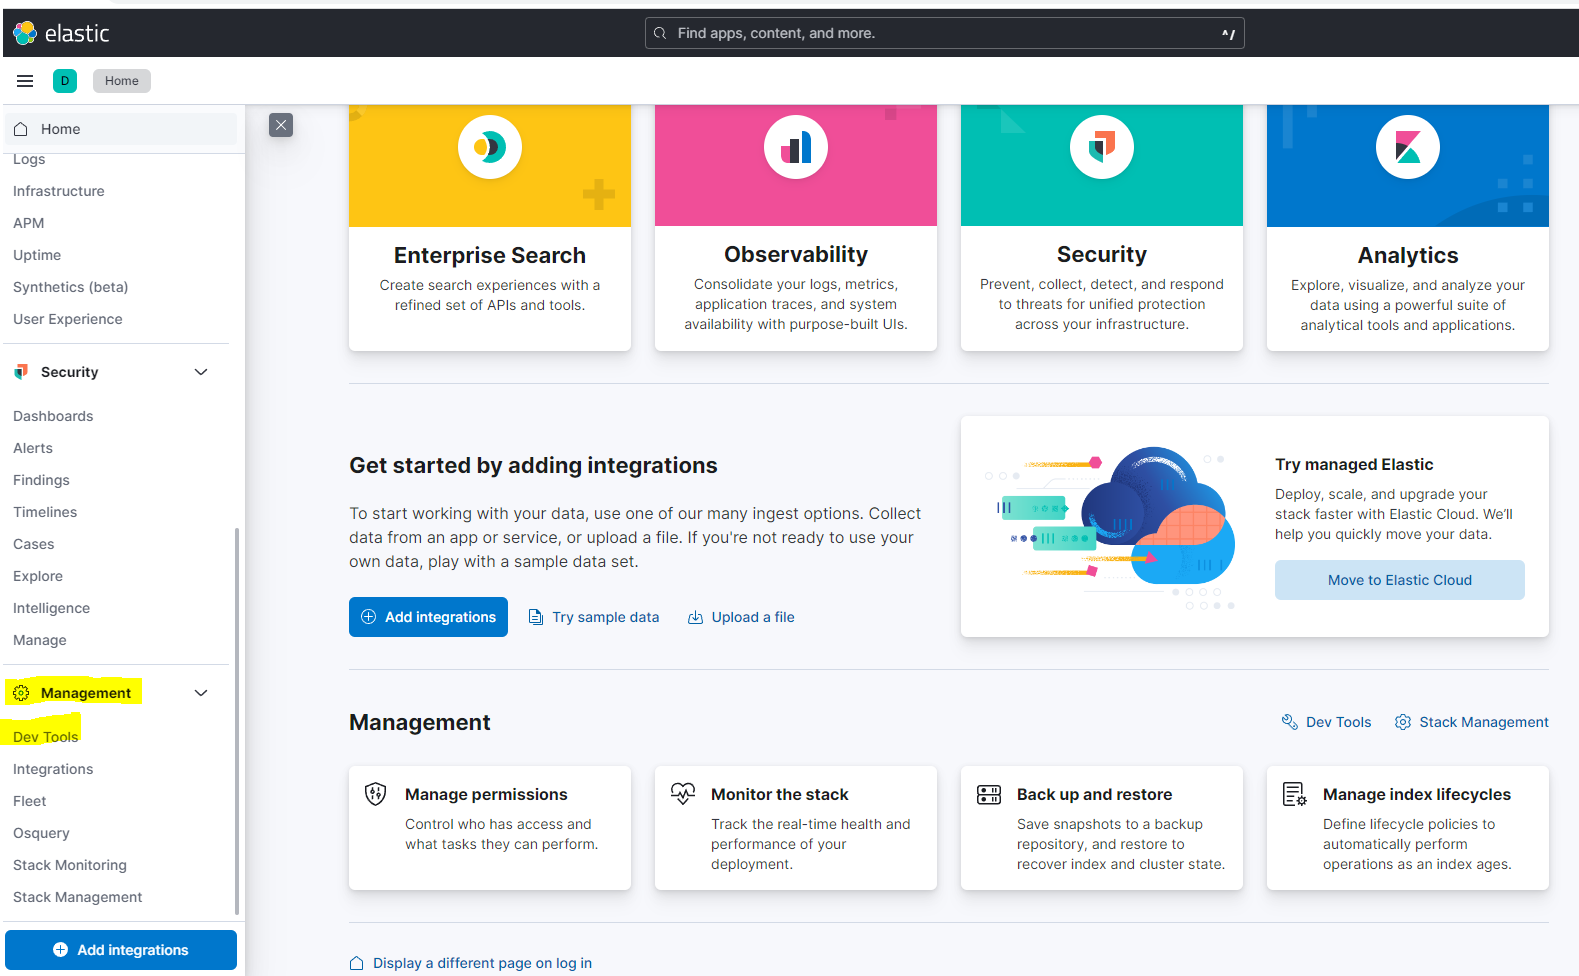 elastic
Find apps, content, and more.
^/
D
Home
Home
Logs
Infrastructure
APM
Uptime
Synthetics (beta)
User Experience
Security
Dashboards
Alerts
Findings
Timelines
Cases
Explore
Intelligence
Manage
Management
Dev Tools
Integrations
Fleet
Osquery
Stack Monitoring
Stack Management
Add integrations
Enterprise Search
Create search experiences with a
refined set of APIs and tools.
Observability
Consolidate your logs, metrics,
application traces, and system
availability with purpose-built UIs.
Security
Prevent, collect, detect, and respond
to threats for unified protection
across your infrastructure.
Analytics
Explore, visualize, and analyze your
data using a powerful suite of
analytical tools and applications.
Get started by adding integrations
To start working with your data, use one of our many ingest options. Collect
data from an app or service, or upload a file. If you're not ready to use your
own data, play with a sample data set.
Add integrations
Try sample data
Upload a file
Try managed Elastic
Deploy, scale, and upgrade your
stack faster with Elastic Cloud. We’ll
help you quickly move your data.
Move to Elastic Cloud
Management
Dev Tools
Stack Management
Manage permissions
Control who has access and
what tasks they can perform.
Monitor the stack
Track the real-time health and
performance of your
deployment.
Back up and restore
Save snapshots to a backup
repository, and restore to
recover index and cluster state.
Manage index lifecycles
Define lifecycle policies to
automatically perform
operations as an index ages.
Display a different page on log in